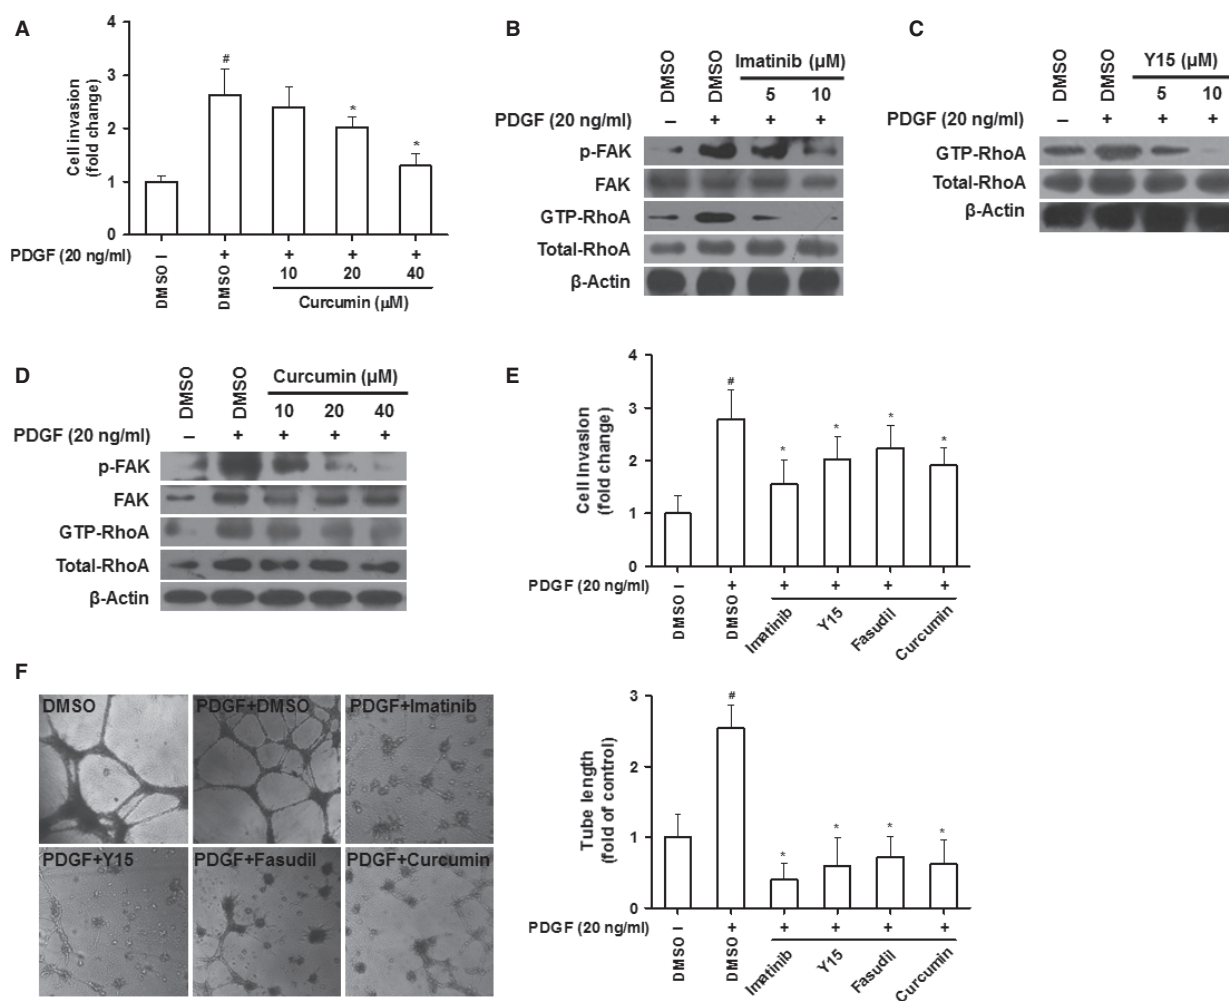 A
4
3
2
1
0
Cell invasion
(fold change)
#
*
*
PDGF (20 ng/ml)
+ + + +
DMSO –
DMSO
10 20 40
Curcumin (µM)
B
DMSO
DMSO
Imatinib (µM)
5 10
PDGF (20 ng/ml) – + + +
p-FAK
FAK
GTP-RhoA
Total-RhoA
β-Actin
C
DMSO
DMSO
Y15 (µM)
5 10
PDGF (20 ng/ml) – + + +
GTP-RhoA
Total-RhoA
β-Actin
D
DMSO
DMSO
Curcumin (µM)
10 20 40
PDGF (20 ng/ml) – + + + +
p-FAK
FAK
GTP-RhoA
Total-RhoA
β-Actin
E
4
3
2
1
0
Cell invasion
(fold change)
#
* * * *
PDGF (20 ng/ml)
+ + + + +
DMSO –
DMSO
Imatinib
Y15
Fasudil
Curcumin
F
DMSO
PDGF+DMSO
PDGF+Imatinib
PDGF+Y15
PDGF+Fasudil
PDGF+Curcumin
3
2
1
0
Tube length
(fold of control)
#
* * * *
PDGF (20 ng/ml)
+ + + + +
DMSO –
DMSO
Imatinib
Y15
Fasudil
Curcumin